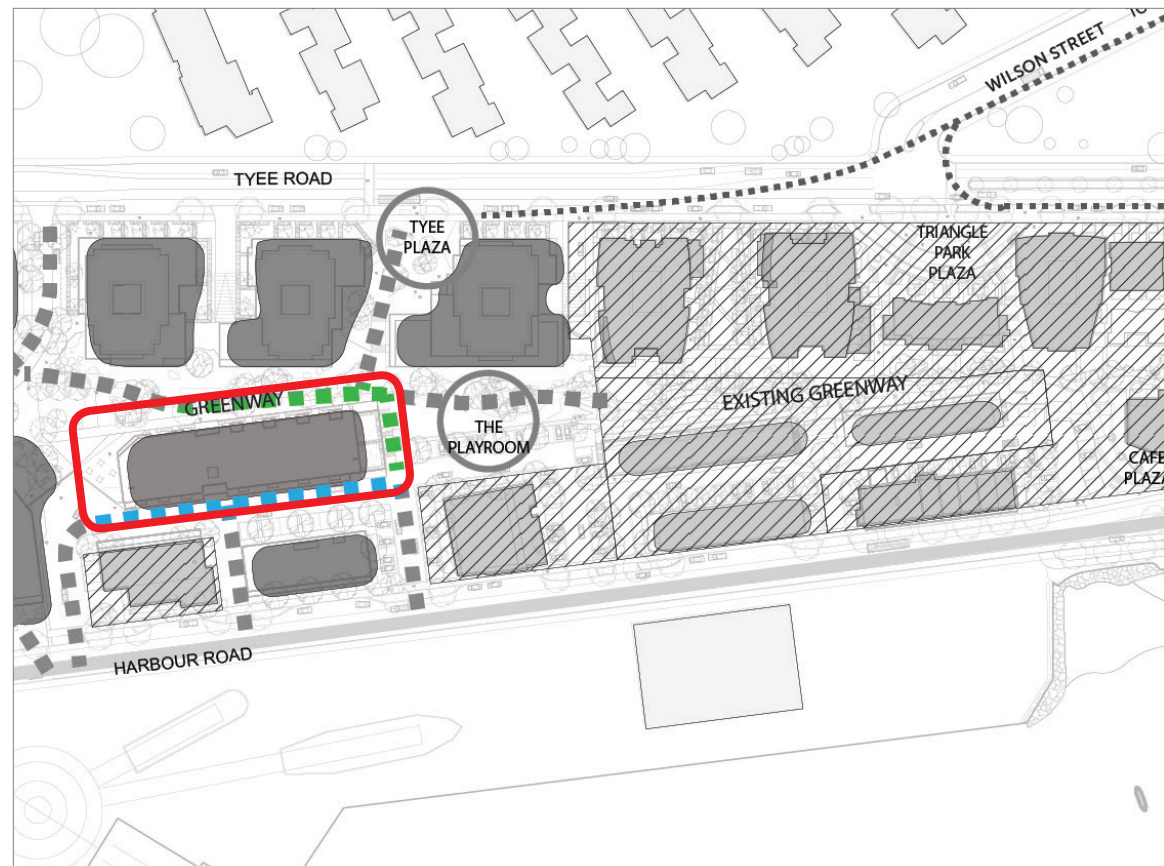 WILSON STREET
TYEE ROAD
TYEE
PLAZA
TRIANGLE
PARK
PLAZA
GREENWAY
EXISTING GREENWAY
THE
PLAYROOM
CAFE
PLAZA
HARBOUR ROAD